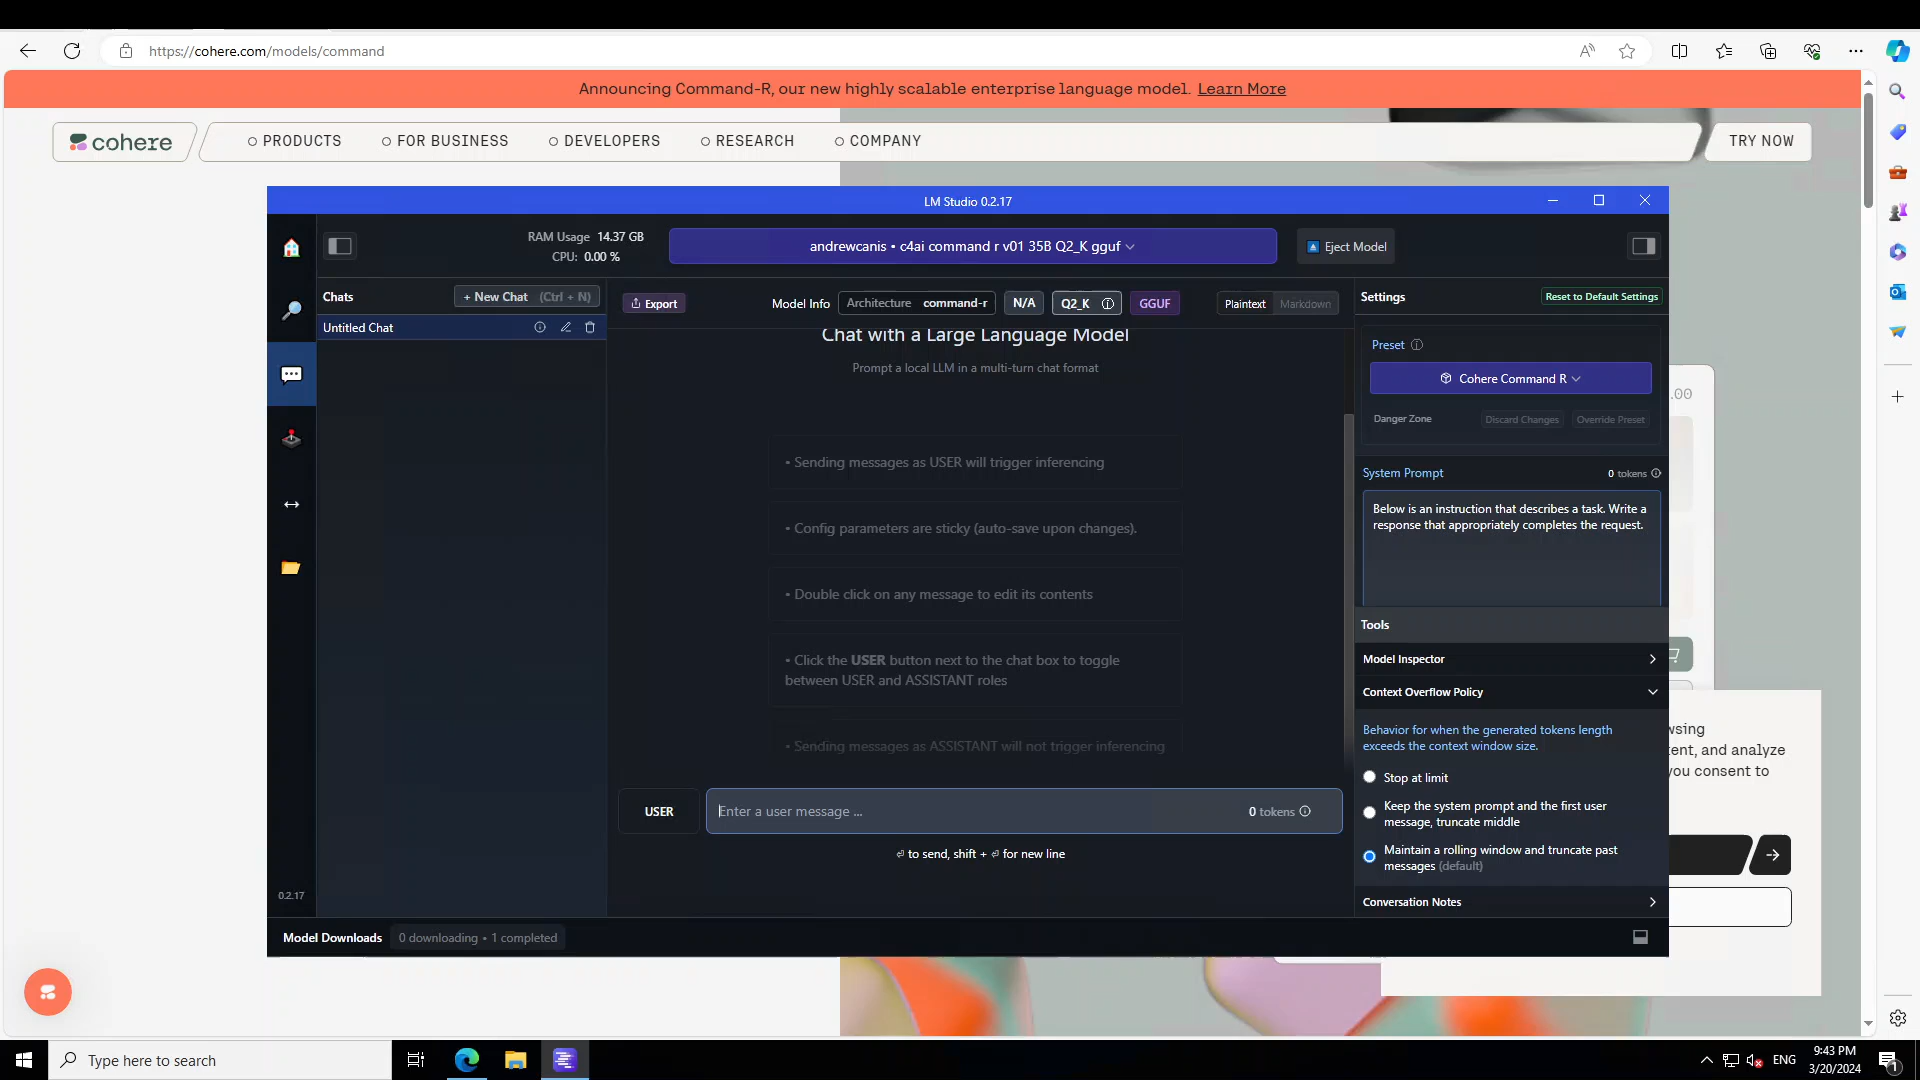 https://cohere.com/models/command
Announcing Command-R, our new highly scalable enterprise language model. Learn More
cohere
PRODUCTS
FOR BUSINESS
DEVELOPERS
RESEARCH
COMPANY
TRY NOW
LM Studio 0.2.17
RAM Usage 14.37 GB
CPU: 0.00 %
andrewcanis • c4ai command r v01 35B Q2_K gguf
Eject Model
Chats
+ New Chat (Ctrl + N)
Untitled Chat
Export
Model Info
Architecture command-r
N/A
Q2_K
GGUF
Plaintext
Markdown
Chat with a Large Language Model
Prompt a local LLM in a multi-turn chat format
• Sending messages as USER will trigger inferencing
• Config parameters are sticky (auto-save upon changes).
• Double click on any message to edit its contents
• Click the USER button next to the chat box to toggle
between USER and ASSISTANT roles
• Sending messages as ASSISTANT will not trigger inferencing
USER
Enter a user message ...
0 tokens
⏎ to send, shift + ⏎ for new line
Settings
Reset to Default Settings
Preset
Cohere Command R
Danger Zone
Discard Changes
Override Preset
System Prompt
0 tokens
Below is an instruction that describes a task. Write a
response that appropriately completes the request.
Tools
Model Inspector
Context Overflow Policy
Behavior for when the generated tokens length
exceeds the context window size.
Stop at limit
Keep the system prompt and the first user
message, truncate middle
Maintain a rolling window and truncate past
messages (default)
Conversation Notes
0.2.17
Model Downloads
0 downloading • 1 completed
.00
wsing
tent, and analyze
you consent to
Type here to search
ENG
9:43 PM
3/20/2024
1